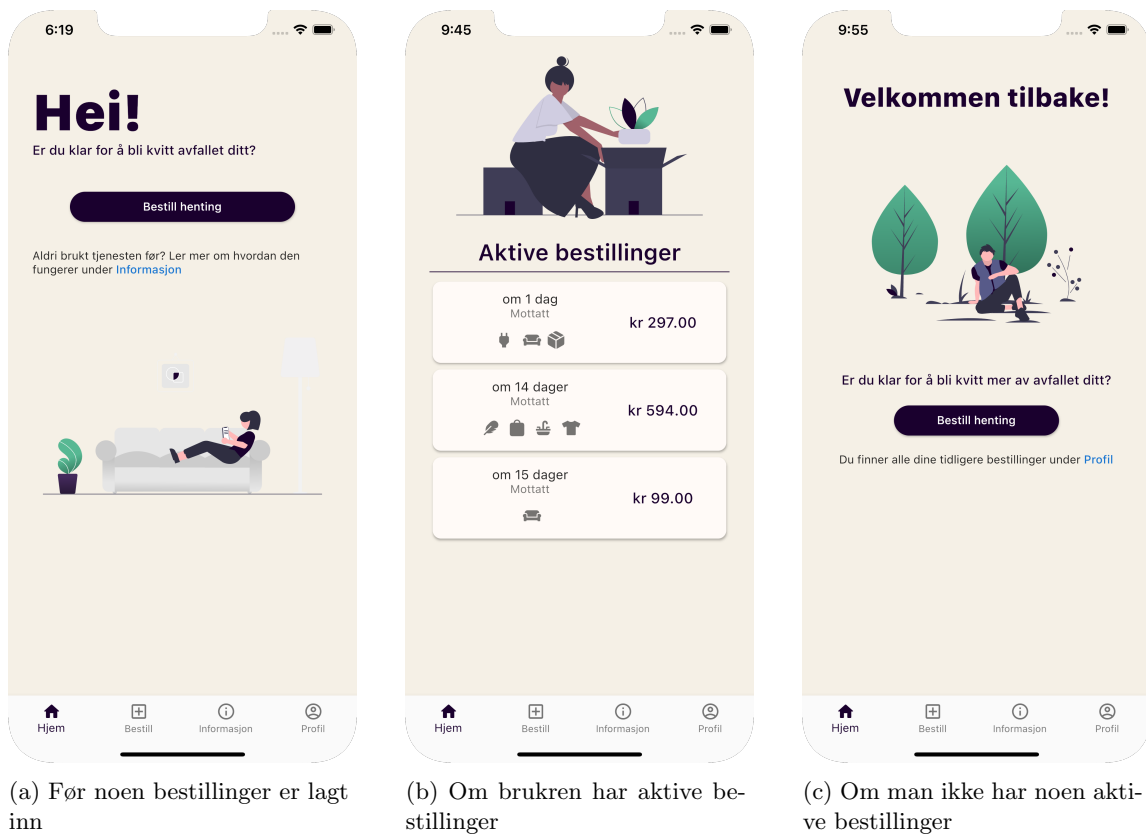 6:19
Hei!
Er du klar for å bli kvitt avfallet ditt?
Bestill henting
Aldri brukt tjenesten før? Ler mer om hvordan den
fungerer under Informasjon
Hjem
Bestill
Informasjon
Profil
(a) Før noen bestillinger er lagt
inn
9:45
Aktive bestillinger
om 1 dag
Mottatt
kr 297.00
om 14 dager
Mottatt
kr 594.00
om 15 dager
Mottatt
kr 99.00
Hjem
Bestill
Informasjon
Profil
(b) Om brukren har aktive be-
stillinger
9:55
Velkommen tilbake!
Er du klar for å bli kvitt mer av avfallet ditt?
Bestill henting
Du finner alle dine tidligere bestillinger under Profil
Hjem
Bestill
Informasjon
Profil
(c) Om man ikke har noen akti-
ve bestillinger